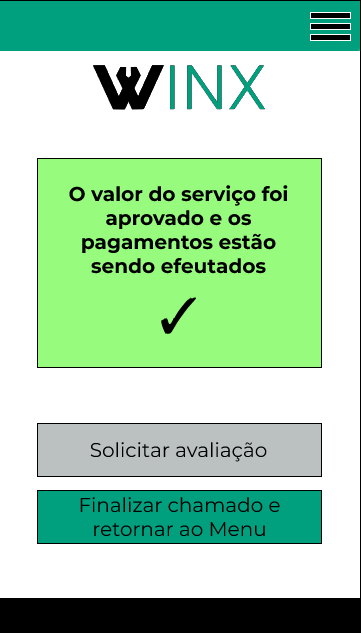 WINX
O valor do serviço foi
aprovado e os
pagamentos estão
sendo efeutados
Solicitar avaliação
Finalizar chamado e
retornar ao Menu